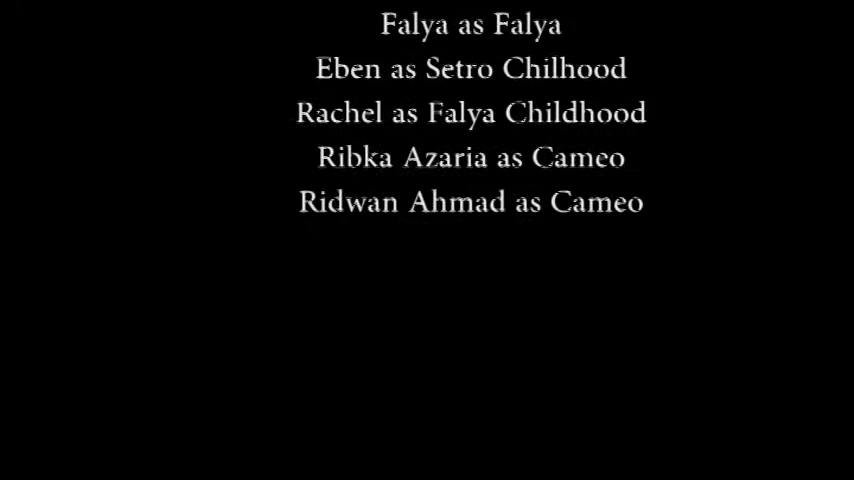 Falya as Falya
Eben as Setro Chilhood
Rachel as Falya Childhood
Ribka Azaria as Cameo
Ridwan Ahmad as Cameo